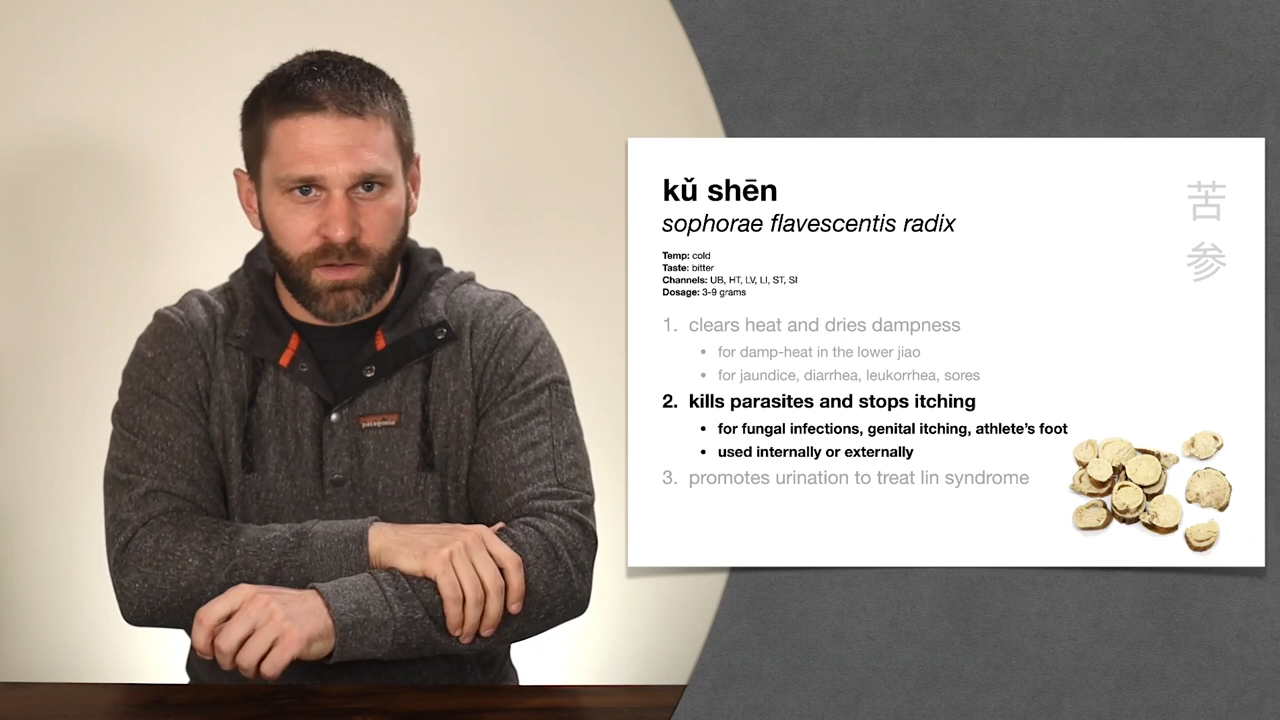 patagonia
kǔ shēn
sophorae flavescentis radix
苦
参
Temp: cold
Taste: bitter
Channels: UB, HT, LV, LI, ST, SI
Dosage: 3-9 grams
1. clears heat and dries dampness
• for damp-heat in the lower jiao
• for jaundice, diarrhea, leukorrhea, sores
2. kills parasites and stops itching
• for fungal infections, genital itching, athlete's foot
• used internally or externally
3. promotes urination to treat lin syndrome